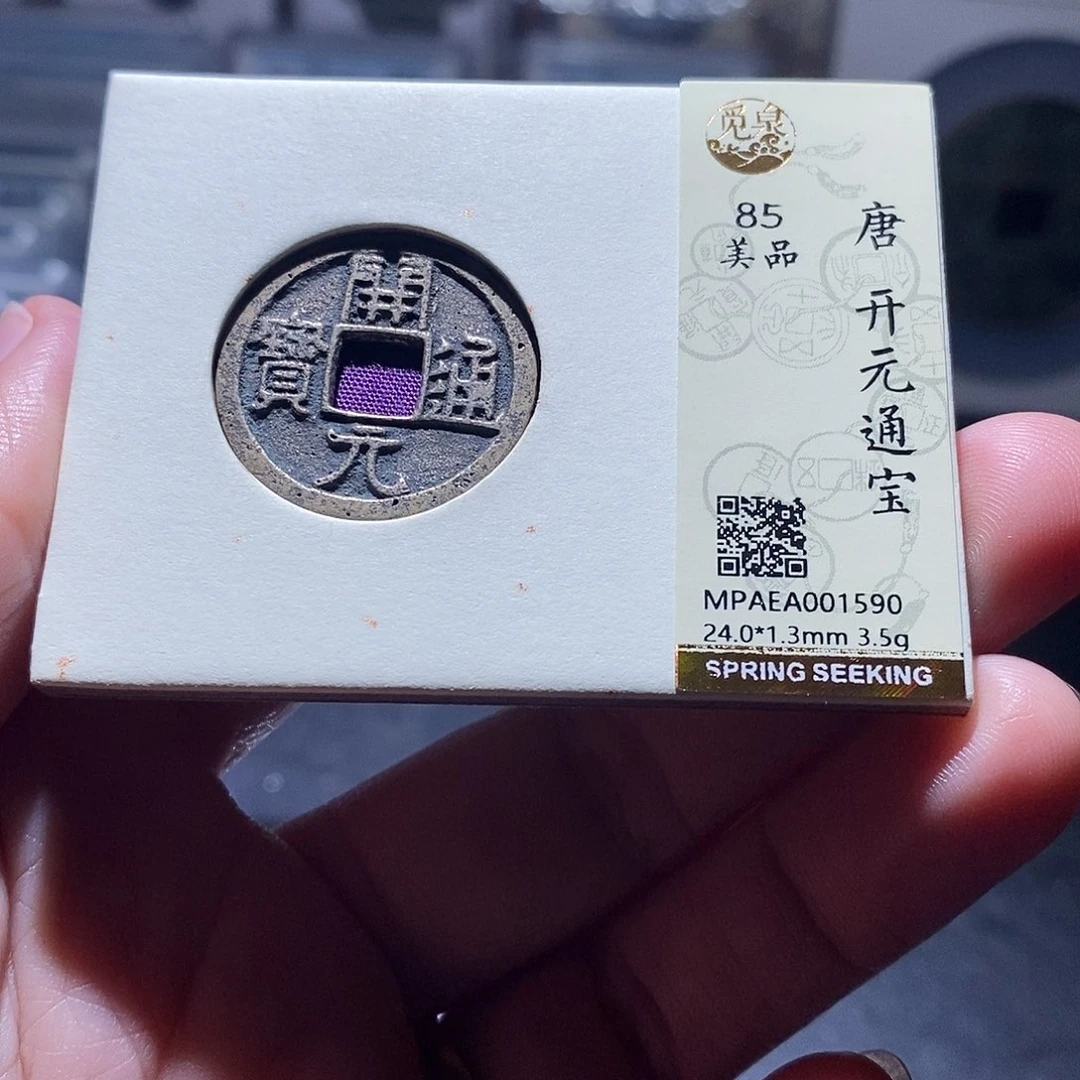 開
元
通
寳
觅泉
85
美品
唐 开元通宝
MPAEA001590
24.0*1.3mm 3.5g
SPRING SEEKING